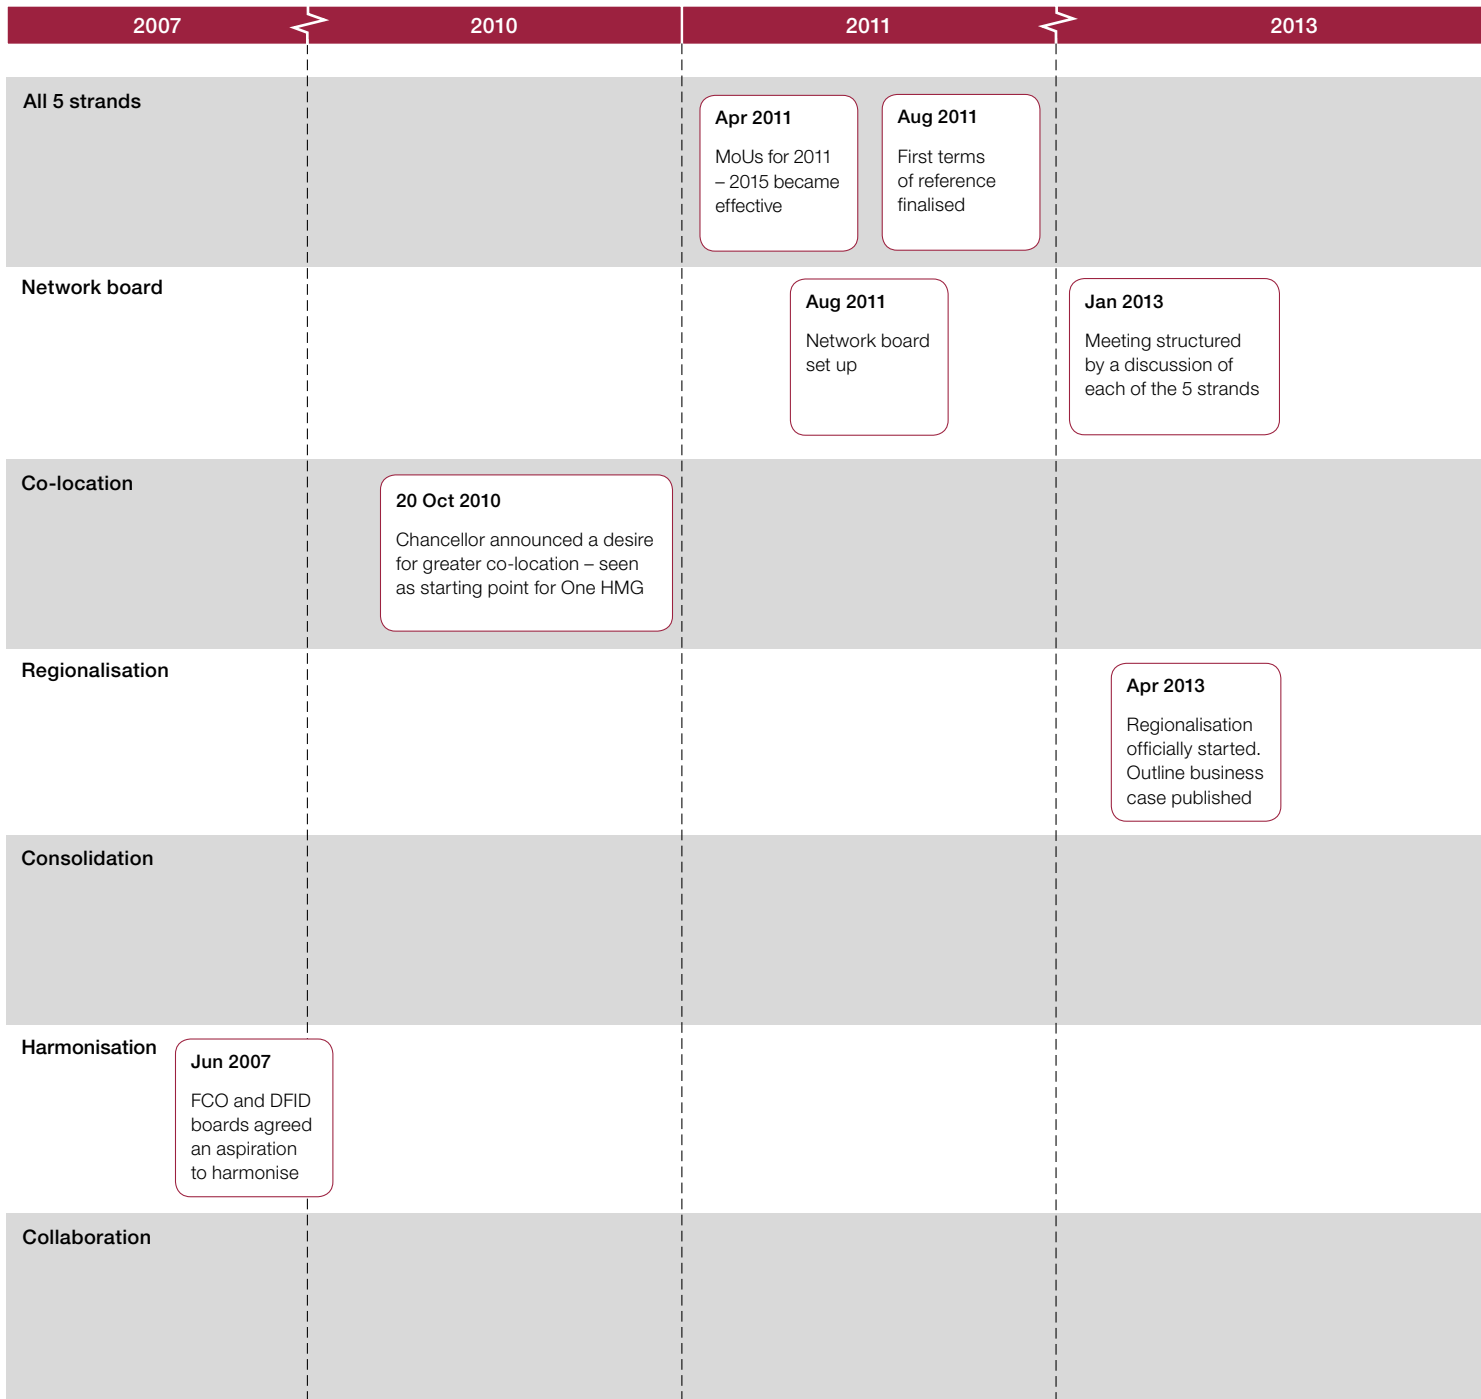 2007
2010
2011
2013
All 5 strands
Apr 2011
MoUs for 2011
– 2015 became
effective
Aug 2011
First terms
of reference
finalised
Network board
Aug 2011
Network board
set up
Jan 2013
Meeting structured
by a discussion of
each of the 5 strands
Co-location
20 Oct 2010
Chancellor announced a desire
for greater co-location – seen
as starting point for One HMG
Regionalisation
Apr 2013
Regionalisation
officially started.
Outline business
case published
Consolidation
Harmonisation
Jun 2007
FCO and DFID
boards agreed
an aspiration
to harmonise
Collaboration